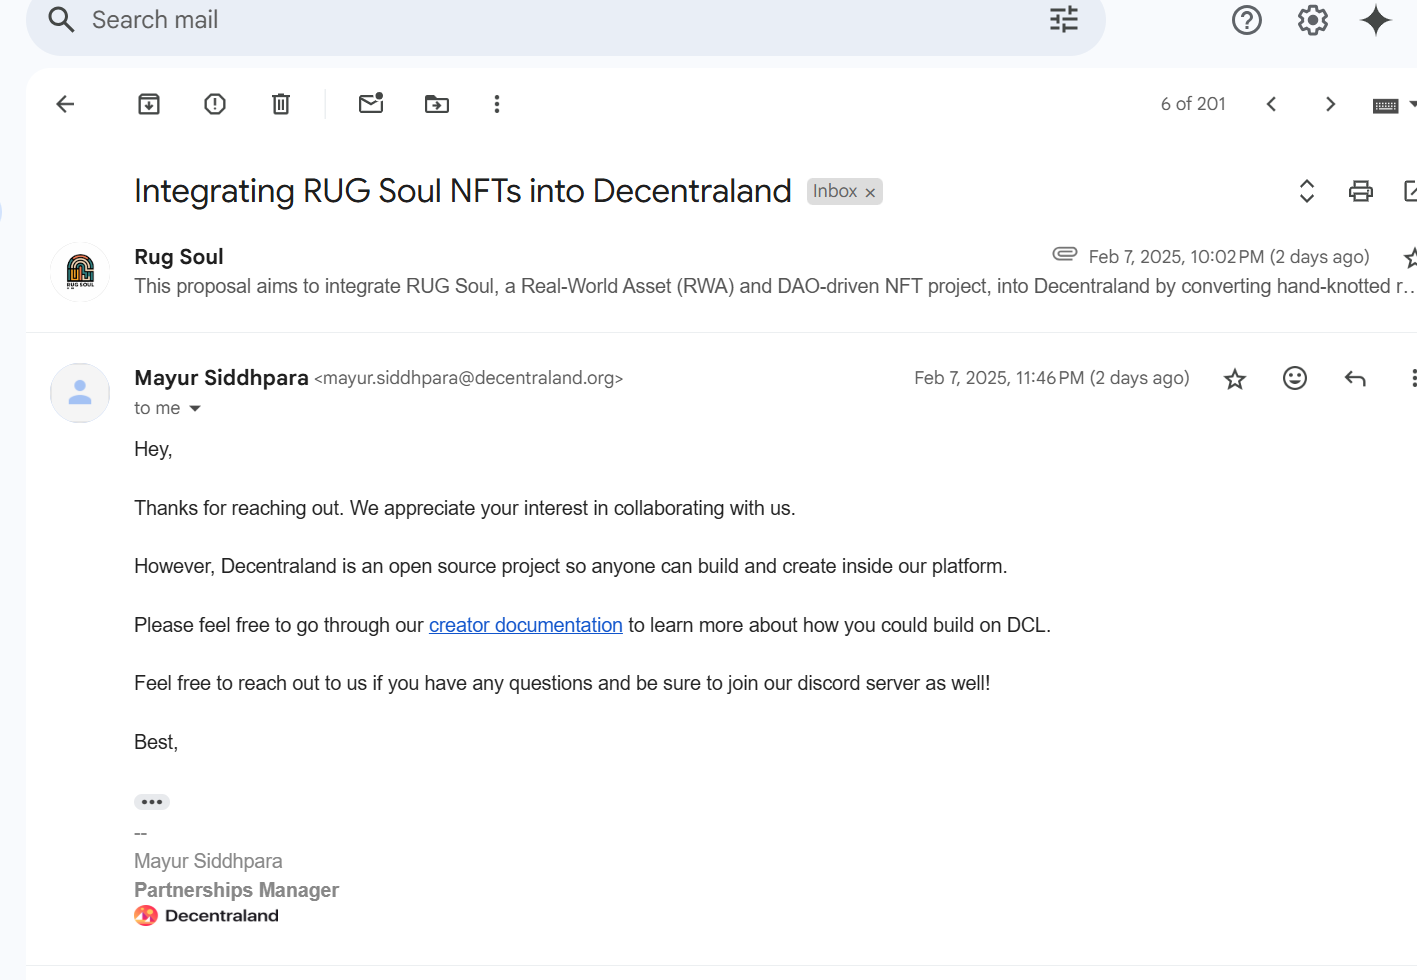 Search mail
6 of 201
Integrating RUG Soul NFTs into Decentraland Inbox ×
Rug Soul Feb 7, 2025, 10:02 PM (2 days ago)
RUG SOUL
This proposal aims to integrate RUG Soul, a Real-World Asset (RWA) and DAO-driven NFT project, into Decentraland by converting hand-knotted r…
Mayur Siddhpara <mayur.siddhpara@decentraland.org> Feb 7, 2025, 11:46 PM (2 days ago)
to me
Hey,
Thanks for reaching out. We appreciate your interest in collaborating with us.
However, Decentraland is an open source project so anyone can build and create inside our platform.
Please feel free to go through our creator documentation to learn more about how you could build on DCL.
Feel free to reach out to us if you have any questions and be sure to join our discord server as well!
Best,
--
Mayur Siddhpara
Partnerships Manager
Decentraland